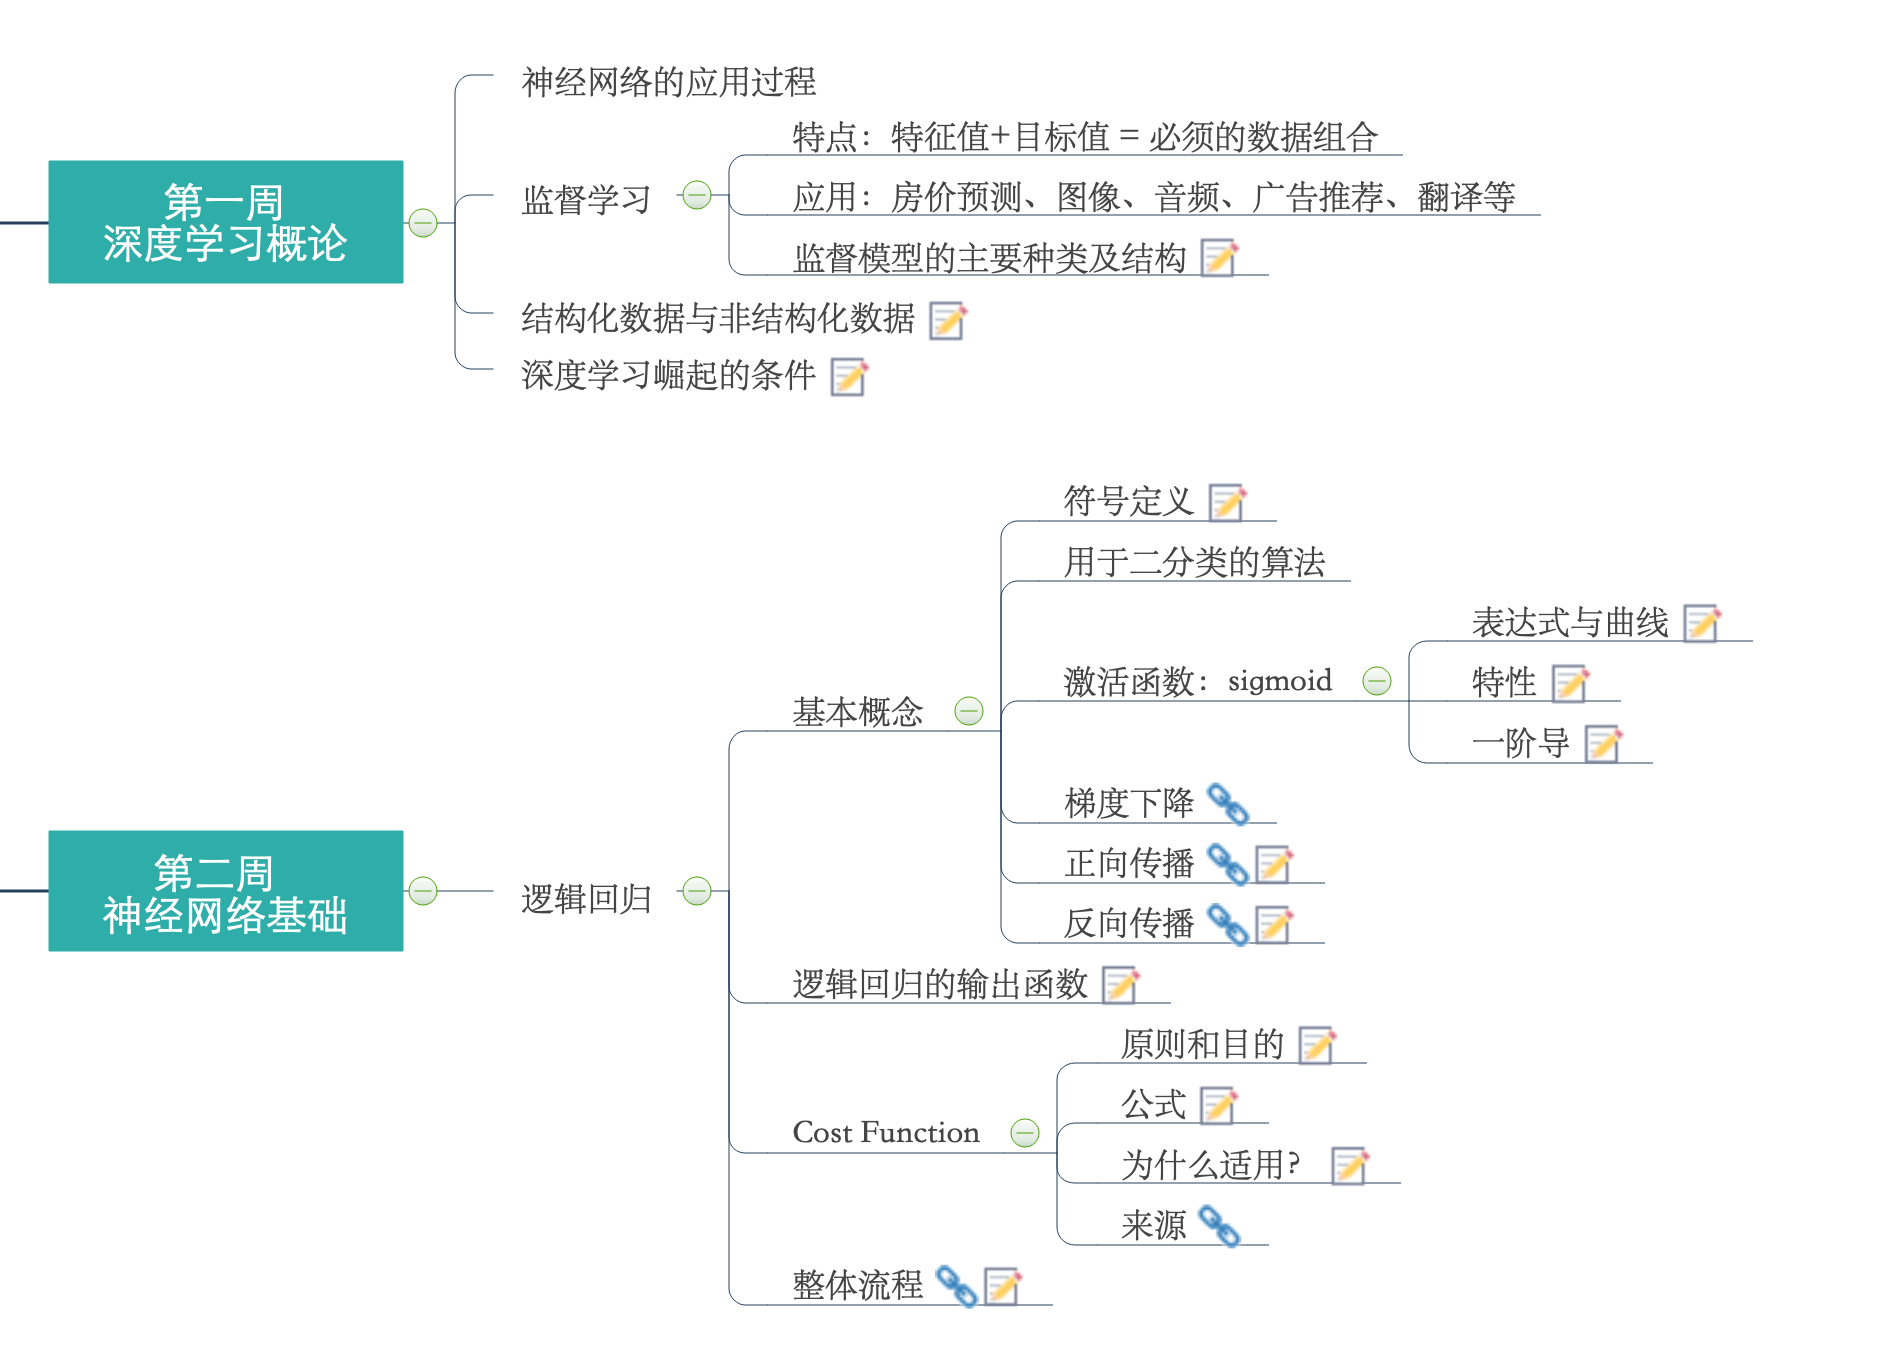 第一周
深度学习概论
神经网络的应用过程
监督学习
特点：特征值+目标值 = 必须的数据组合
应用：房价预测、图像、音频、广告推荐、翻译等
监督模型的主要种类及结构
结构化数据与非结构化数据
深度学习崛起的条件
第二周
神经网络基础
逻辑回归
基本概念
符号定义
用于二分类的算法
激活函数：sigmoid
表达式与曲线
特性
一阶导
梯度下降
正向传播
反向传播
逻辑回归的输出函数
Cost Function
原则和目的
公式
为什么适用？
来源
整体流程